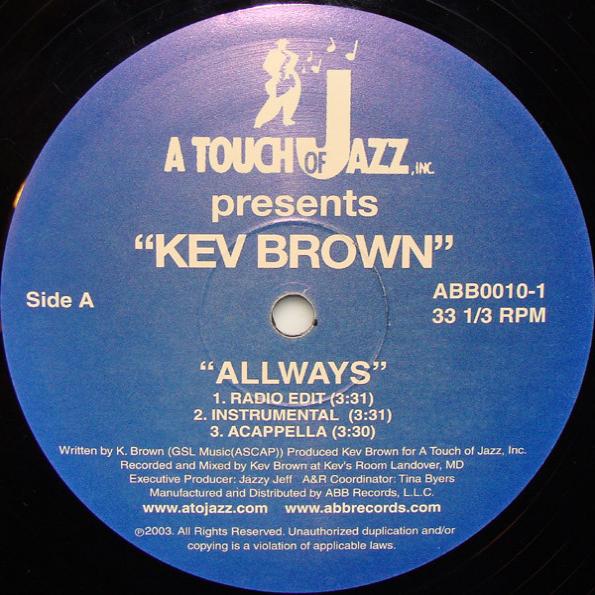 A TOUCH OF JAZZ, INC.
presents
“KEV BROWN”
Side A
ABB0010-1
33 1/3 RPM
“ALLWAYS”
1. RADIO EDIT (3:31)
2. INSTRUMENTAL (3:31)
3. ACAPPELLA (3:30)
Written by K. Brown (GSL Music(ASCAP)) Produced Kev Brown for A Touch of Jazz, Inc.
Recorded and Mixed by Kev Brown at Kev's Room Landover, MD
Executive Producer: Jazzy Jeff A&R Coordinator: Tina Byers
Manufactured and Distributed by ABB Records, L.L.C.
www.atojazz.com www.abbrecords.com
℗2003. All Rights Reserved. Unauthorized duplication and/or
copying is a violation of applicable laws.